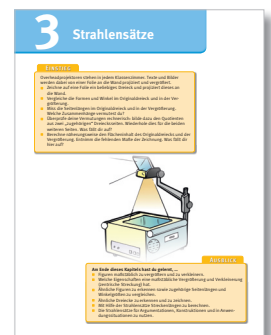 3
Strahlensätze
EINSTIEG
Overheadprojektoren stehen in jedem Klassenzimmer. Texte und Bilder
werden dabei von einer Folie an die Wand projiziert und vergrößert.
Zeichne auf eine Folie ein beliebiges Dreieck und projiziert dieses an
die Wand.
Vergleiche die Formen und Winkel im Originaldreieck und in der Ver-
größerung.
Miss die Seitenlängen im Originaldreieck und in der Vergrößerung.
Welche Zusammenhänge vermutest du?
Überprüfe deine Vermutungen rechnerisch: Bilde dazu den Quotienten
aus zwei „zugehörigen" Dreiecksseiten. Wiederhole dies für die beiden
weiteren Seiten. Was fällt dir auf?
Berechne näherungsweise den Flächeninhalt des Originaldreiecks und der
Vergrößerung. Entnimm die fehlenden Maße der Zeichnung. Was fällt dir
hier auf?
AUSBLICK
Am Ende dieses Kapitels hast du gelernt, ...
Figuren maßstäblich zu vergrößern und zu verkleinern.
Welche Eigenschaften eine maßstäbliche Vergrößerung und Verkleinerung
(zentrische Streckung) hat.
Ähnliche Figuren zu erkennen sowie zugehörige Seitenlängen und
Winkelgrößen zu vergleichen.
Ähnliche Dreiecke zu erkennen und zu zeichnen.
Mit Hilfe der Strahlensätze Streckenlängen zu berechnen.
Die Strahlensätze für Argumentationen, Konstruktionen und in Anwen-
dungssituationen zu nutzen.